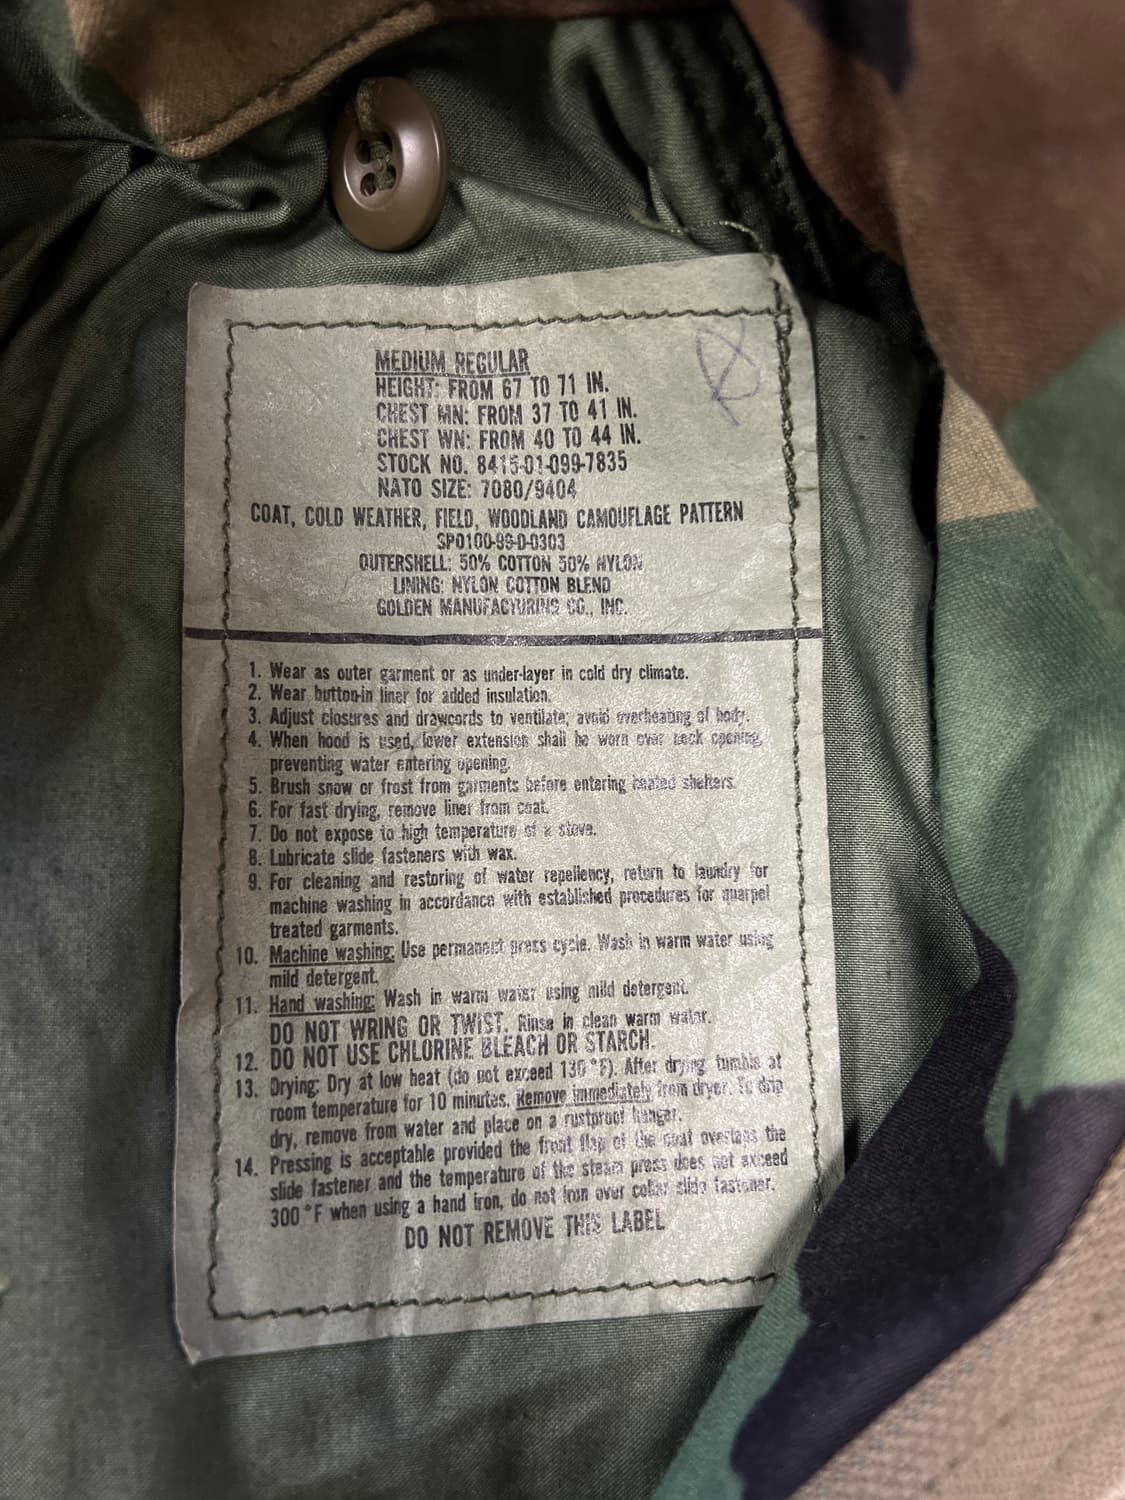 MEDIUM REGULAR
HEIGHT: FROM 67 TO 71 IN.
CHEST MN: FROM 37 TO 41 IN.
CHEST WN: FROM 40 TO 44 IN.
STOCK NO. 8415-01-099-7835
NATO SIZE: 7080/9404
COAT, COLD WEATHER, FIELD, WOODLAND CAMOUFLAGE PATTERN
SP0100-99-D-0303
OUTERSHELL: 50% COTTON 50% NYLON
LINING: NYLON COTTON BLEND
GOLDEN MANUFACTURING CO., INC.
1. Wear as outer garment or as under-layer in cold dry climate.
2. Wear button-in liner for added insulation.
3. Adjust closures and drawcords to ventilate; avoid overheating of body.
4. When hood is used, lower extension shall be worn over neck opening,
preventing water entering opening.
5. Brush snow or frost from garments before entering heated shelters.
6. For fast drying, remove liner from coat.
7. Do not expose to high temperature of a stove.
8. Lubricate slide fasteners with wax.
9. For cleaning and restoring of water repellency, return to laundry for
machine washing in accordance with established procedures for quarpel
treated garments.
10. Machine washing: Use permanent press cycle. Wash in warm water using
mild detergent.
11. Hand washing: Wash in warm water using mild detergent.
DO NOT WRING OR TWIST. Rinse in clean warm water.
12. DO NOT USE CHLORINE BLEACH OR STARCH.
13. Drying: Dry at low heat (do not exceed 130°F). After drying tumble at
room temperature for 10 minutes. Remove immediately from dryer. To drip
dry, remove from water and place on a rustproof hanger.
14. Pressing is acceptable provided the front flap of the coat overlaps the
slide fastener and the temperature of the steam press does not exceed
300°F when using a hand iron, do not iron over collar slide fastener.
DO NOT REMOVE THIS LABEL